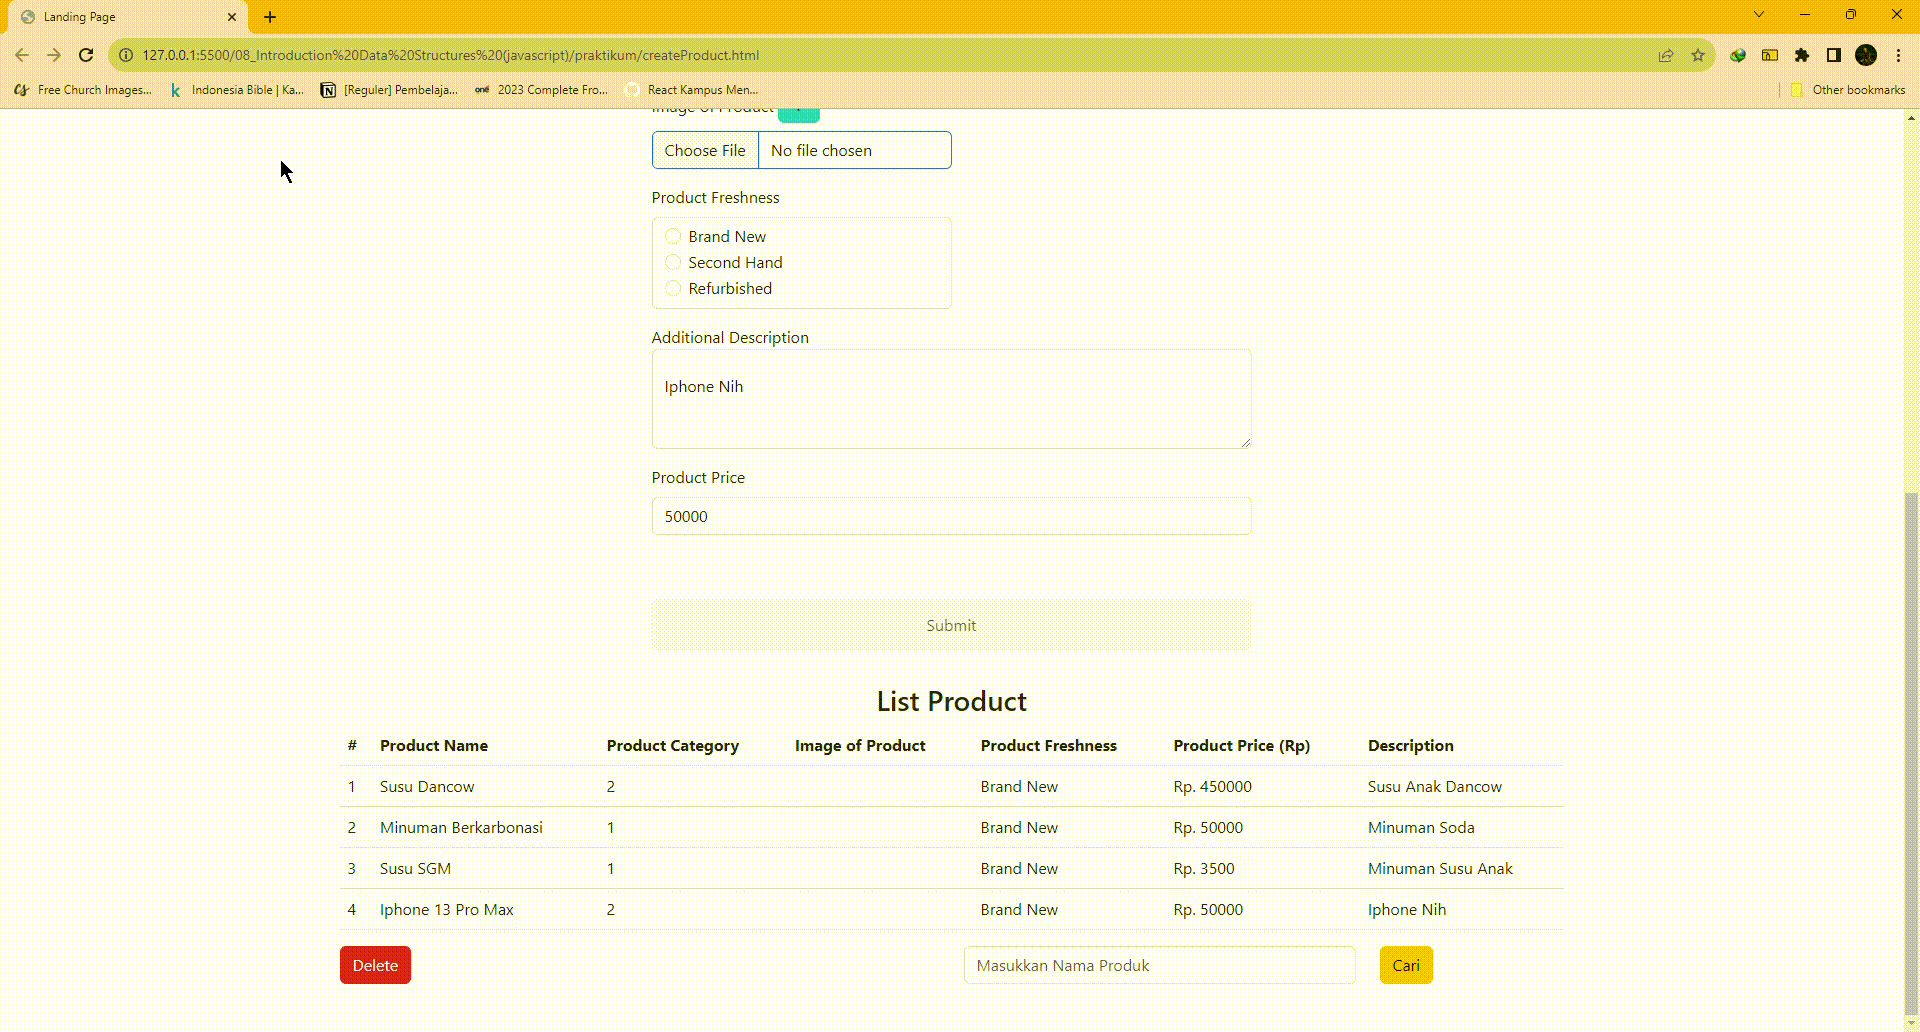 Landing Page
127.0.0.1:5500/08_Introduction%20Data%20Structures%20(javascript)/praktikum/createProduct.html
Free Church Images... Indonesia Bible | Ka... [Reguler] Pembelaja... 2023 Complete Fro... React Kampus Men... Other bookmarks
Image of Product
Choose File No file chosen
Product Freshness
Brand New
Second Hand
Refurbished
Additional Description
Iphone Nih
Product Price
50000
Submit
List Product
# Product Name Product Category Image of Product Product Freshness Product Price (Rp) Description
1 Susu Dancow 2 Brand New Rp. 450000 Susu Anak Dancow
2 Minuman Berkarbonasi 1 Brand New Rp. 50000 Minuman Soda
3 Susu SGM 1 Brand New Rp. 3500 Minuman Susu Anak
4 Iphone 13 Pro Max 2 Brand New Rp. 50000 Iphone Nih
Delete Masukkan Nama Produk Cari